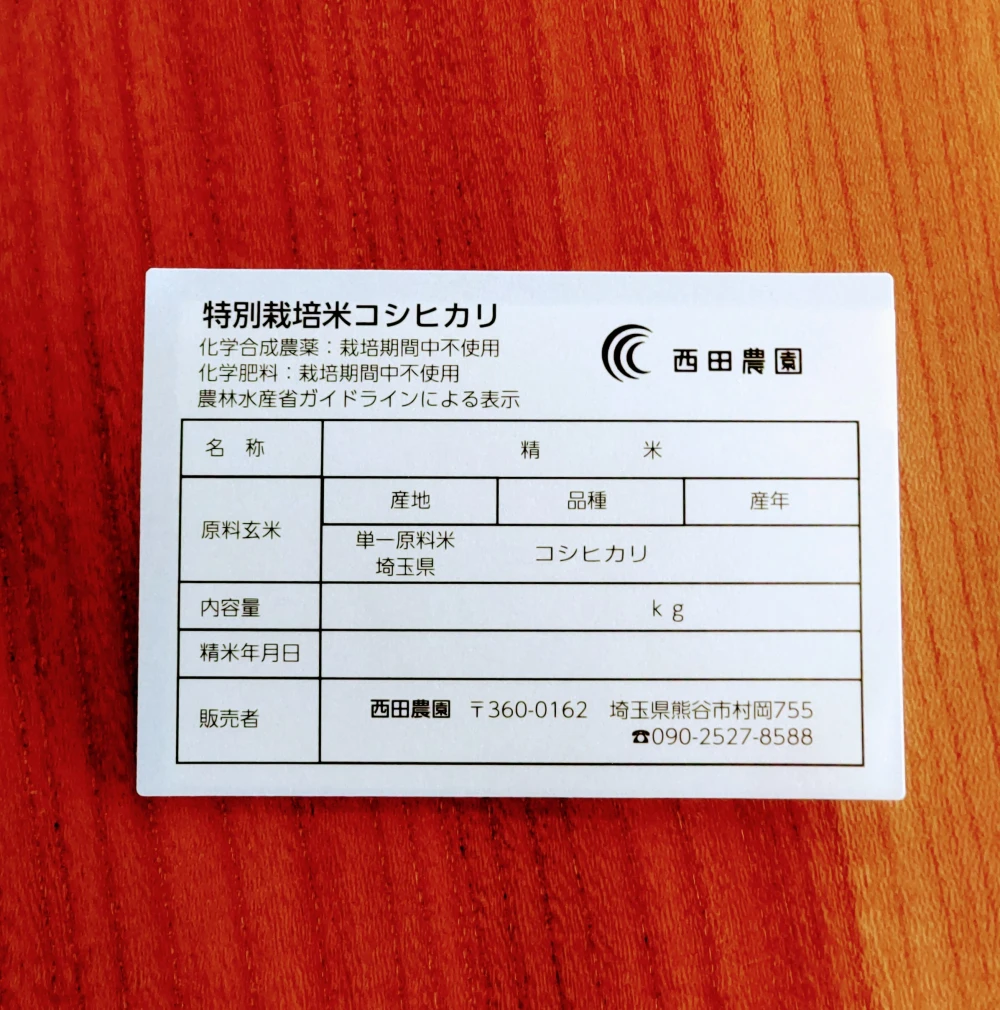 特別栽培米コシヒカリ
化学合成農薬：栽培期間中不使用
化学肥料：栽培期間中不使用
農林水産省ガイドラインによる表示
西田農園
名 称 精 米
原料玄米
産地 品種 産年
単一原料米
埼玉県
コシヒカリ
内容量 kg
精米年月日
販売者
西田農園 〒360-0162 埼玉県熊谷市村岡755
☎090-2527-8588